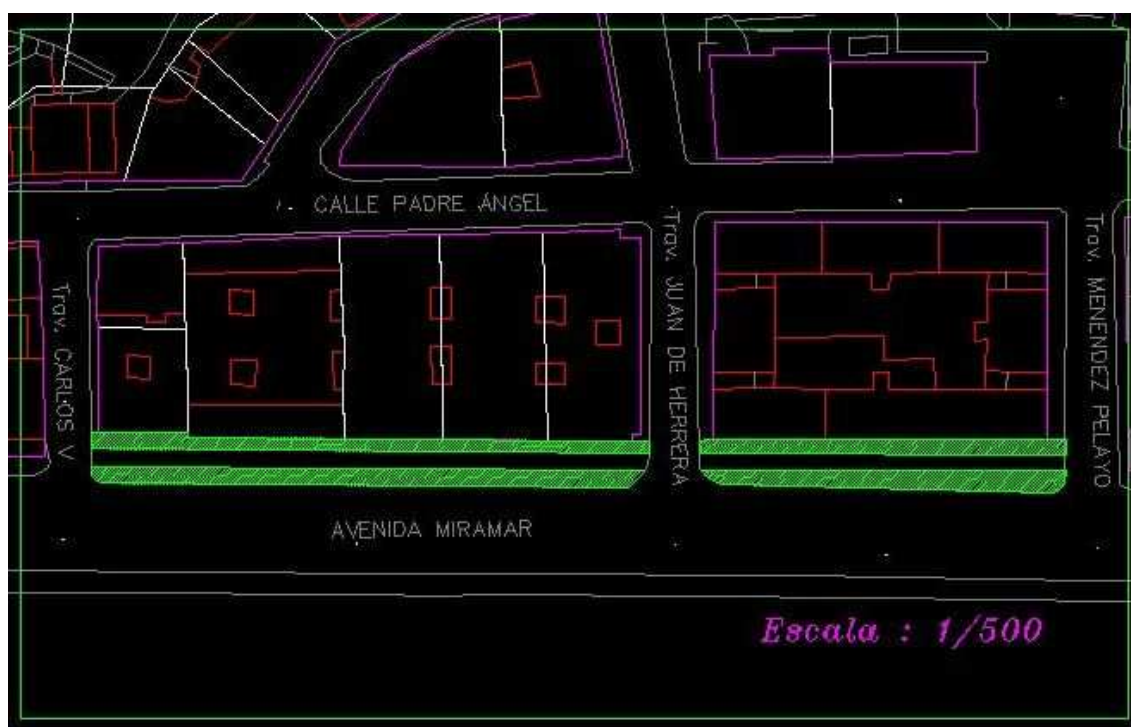 CALLE PADRE ÁNGEL
Trav. CARLOS V
Trav. JUAN DE HERRERA
Trav. MENENDEZ PELAYO
AVENIDA MIRAMAR
Escala : 1/500